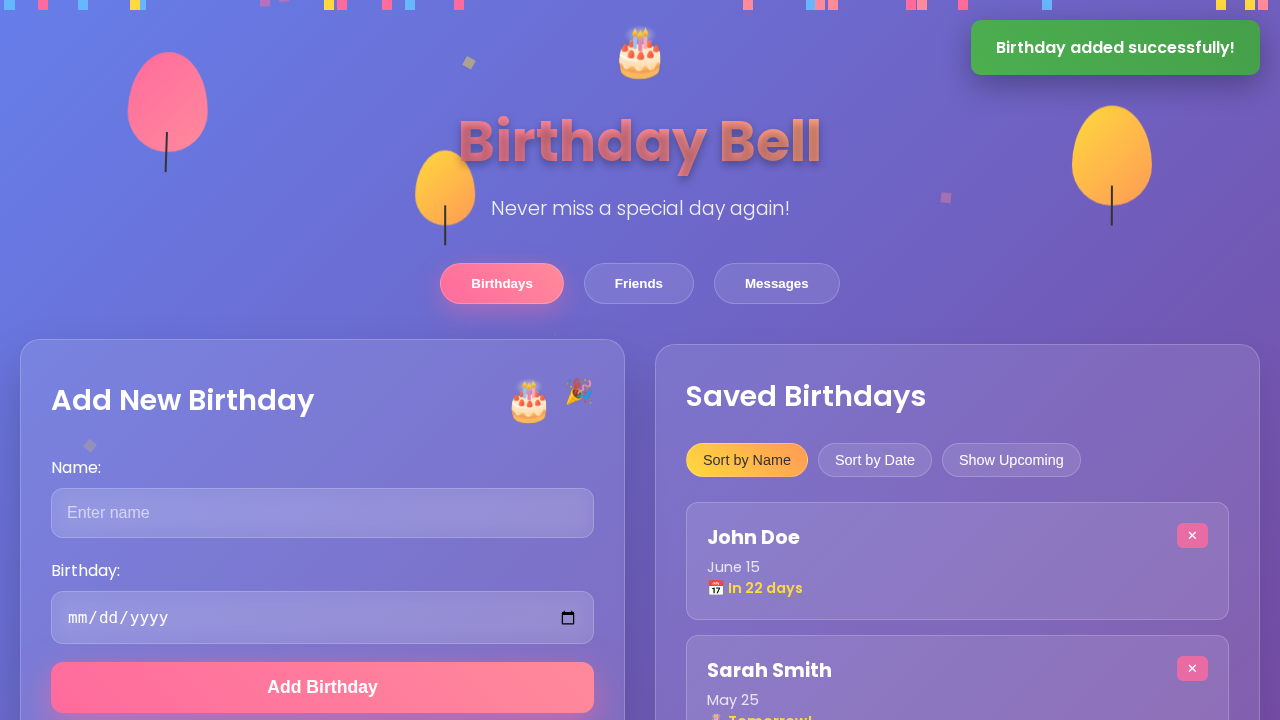 Birthday added successfully!
Birthday Bell
Never miss a special day again!
Birthdays
Friends
Messages
Add New Birthday
Name:
Enter name
Birthday:
mm/dd/yyyy
Add Birthday
Saved Birthdays
Sort by Name
Sort by Date
Show Upcoming
John Doe
×
June 15
📅 In 22 days
Sarah Smith
×
May 25
🎂 Tomorrow!